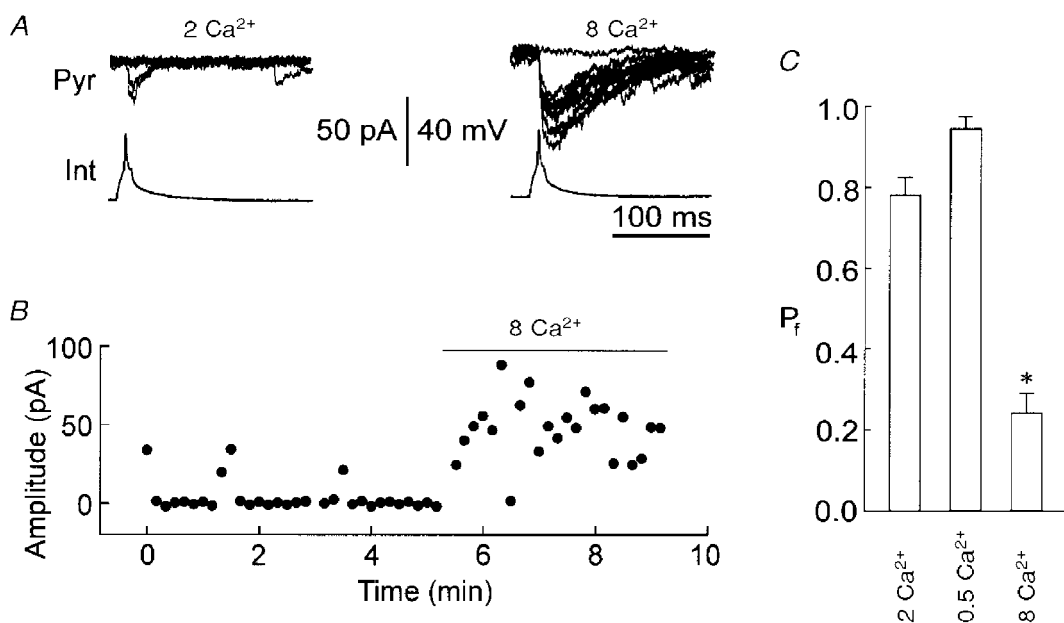 A
2 Ca²⁺
8 Ca²⁺
Pyr
Int
50 pA
40 mV
100 ms
B
8 Ca²⁺
100
50
0
Amplitude (pA)
0 2 4 6 8 10
Time (min)
C
1.0
0.8
0.6
0.4
0.2
0.0
P_f
*
2 Ca²⁺
0.5 Ca²⁺
8 Ca²⁺